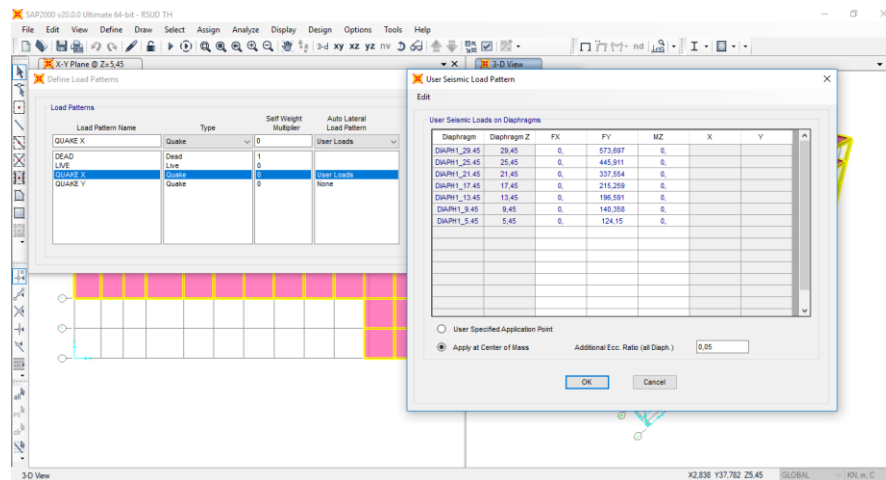 SAP2000 v20.0.0 Ultimate 64-bit - RSUD TH
File Edit View Define Draw Select Assign Analyze Display Design Options Tools Help
3-d xy xz yz nv
nd
X-Y Plane @ Z=5,45
3-D View
Define Load Patterns
Load Patterns
Load Pattern Name Type Self Weight Multiplier Auto Lateral Load Pattern
QUAKE X Quake 0 User Loads
DEAD Dead 1
LIVE Live 0
QUAKE X Quake 0 User Loads
QUAKE Y Quake 0 None
User Seismic Load Pattern
Edit
User Seismic Loads on Diaphragms
Diaphragm Diaphragm Z FX FY MZ X Y
DIAPH1_29.45 29,45 0, 573,697 0,
DIAPH1_25.45 25,45 0, 445,911 0,
DIAPH1_21.45 21,45 0, 337,554 0,
DIAPH1_17.45 17,45 0, 215,259 0,
DIAPH1_13.45 13,45 0, 196,591 0,
DIAPH1_9.45 9,45 0, 140,358 0,
DIAPH1_5.45 5,45 0, 124,15 0,
User Specified Application Point
Apply at Center of Mass Additional Ecc. Ratio (all Diaph.) 0,05
OK Cancel
all
3-D View X2,838 Y37,782 Z5,45 GLOBAL KN, m, C